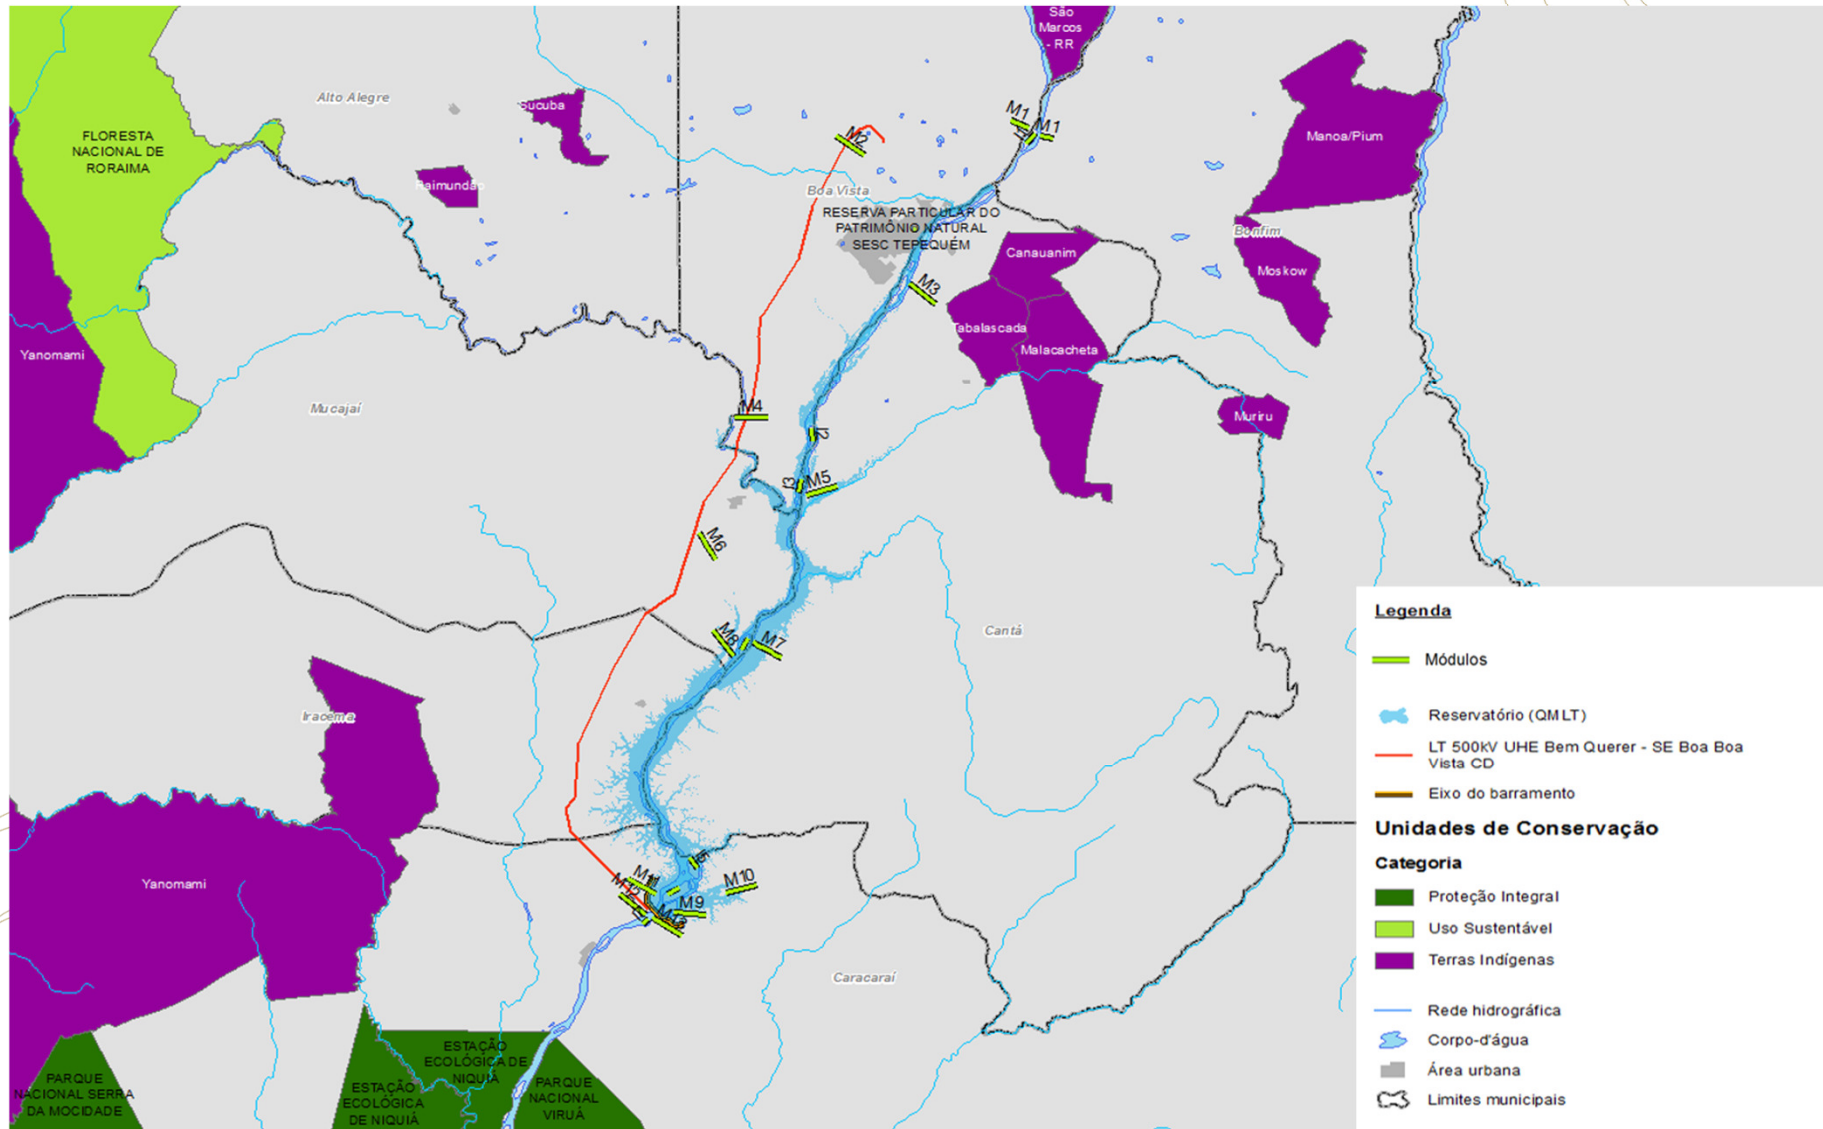 São
Marcos
- RR
Alto Alegre
FLORESTA
NACIONAL DE
RORAIMA
M1
M1
M2
Manoa/Pium
Raimundão
Boa Vista
RESERVA PARTICULAR DO
PATRIMÔNIO NATURAL
SESC TEPEQUÉM
Bonfim
Canauanim
Moskow
M3
Tabalascada
Malacacheta
Yanomami
Mucajaí
M4
Muriru
M5
M6
M8
M7
Cantá
Iracema
M11
M10
M9
Yanomami
Caracaraí
ESTAÇÃO
ECOLÓGICA DE
NIQUIÁ
PARQUE
NACIONAL SERRA
DA MOCIDADE
ESTAÇÃO
ECOLÓGICA
DE NIQUIÁ
PARQUE
NACIONAL
VIRUÁ
Legenda
Módulos
Reservatório (QMLT)
LT 500kV UHE Bem Querer - SE Boa Boa
Vista CD
Eixo do barramento
Unidades de Conservação
Categoria
Proteção Integral
Uso Sustentável
Terras Indígenas
Rede hidrográfica
Corpo-d'água
Área urbana
Limites municipais